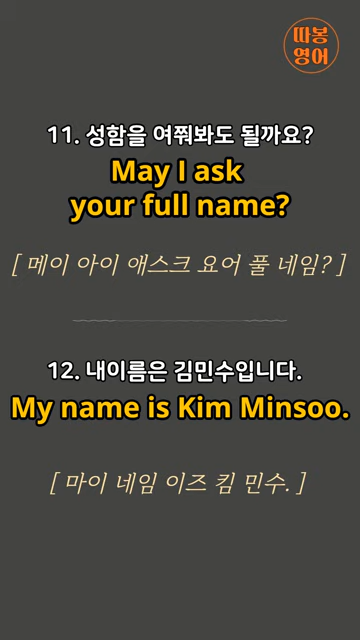 따봉
영어
11. 성함을 여쭤봐도 될까요?
May I ask
your full name?
[ 메이 아이 애스크 요어 풀 네임? ]
12. 내이름은 김민수입니다.
My name is Kim Minsoo.
[ 마이 네임 이즈 킴 민수. ]